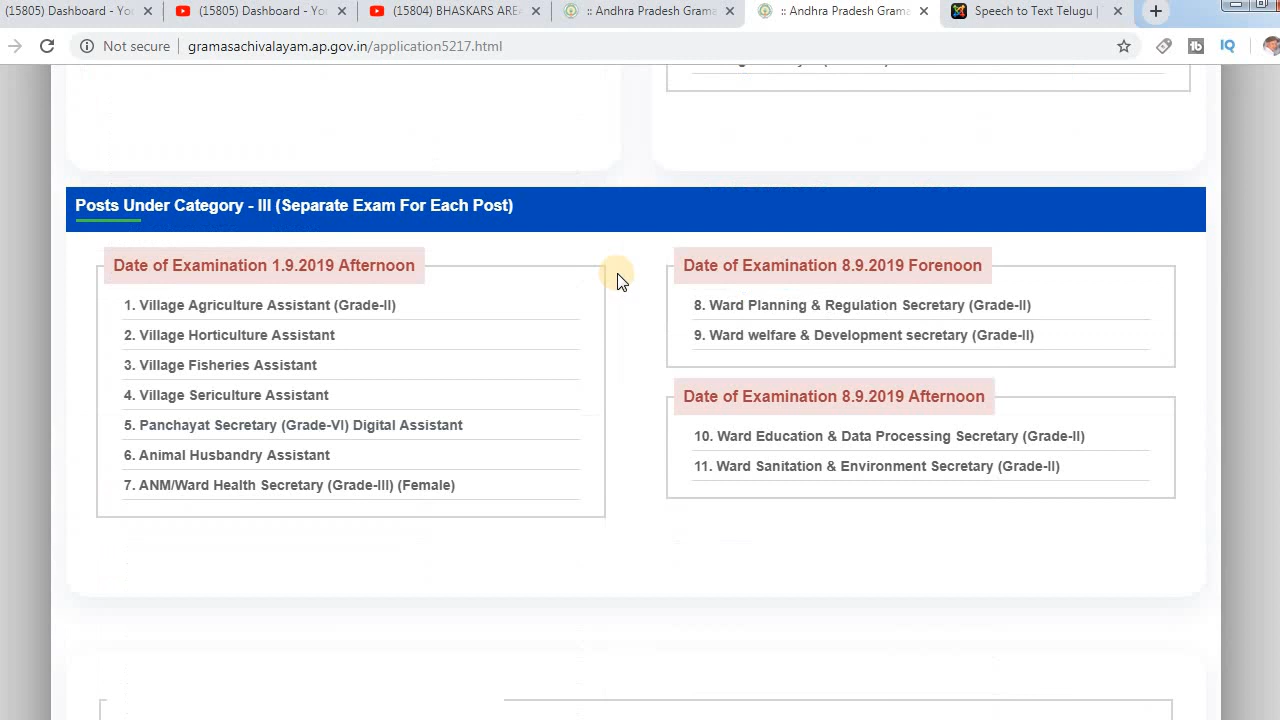 (15805) Dashboard - Yo
(15805) Dashboard - You
(15804) BHASKARS ARE
:: Andhra Pradesh Grama
:: Andhra Pradesh Grama
Speech to Text Telugu |
Not secure
gramasachivalayam.ap.gov.in/application5217.html
IQ
Posts Under Category - III (Separate Exam For Each Post)
Date of Examination 1.9.2019 Afternoon
1. Village Agriculture Assistant (Grade-II)
2. Village Horticulture Assistant
3. Village Fisheries Assistant
4. Village Sericulture Assistant
5. Panchayat Secretary (Grade-VI) Digital Assistant
6. Animal Husbandry Assistant
7. ANM/Ward Health Secretary (Grade-III) (Female)
Date of Examination 8.9.2019 Forenoon
8. Ward Planning & Regulation Secretary (Grade-II)
9. Ward welfare & Development secretary (Grade-II)
Date of Examination 8.9.2019 Afternoon
10. Ward Education & Data Processing Secretary (Grade-II)
11. Ward Sanitation & Environment Secretary (Grade-II)